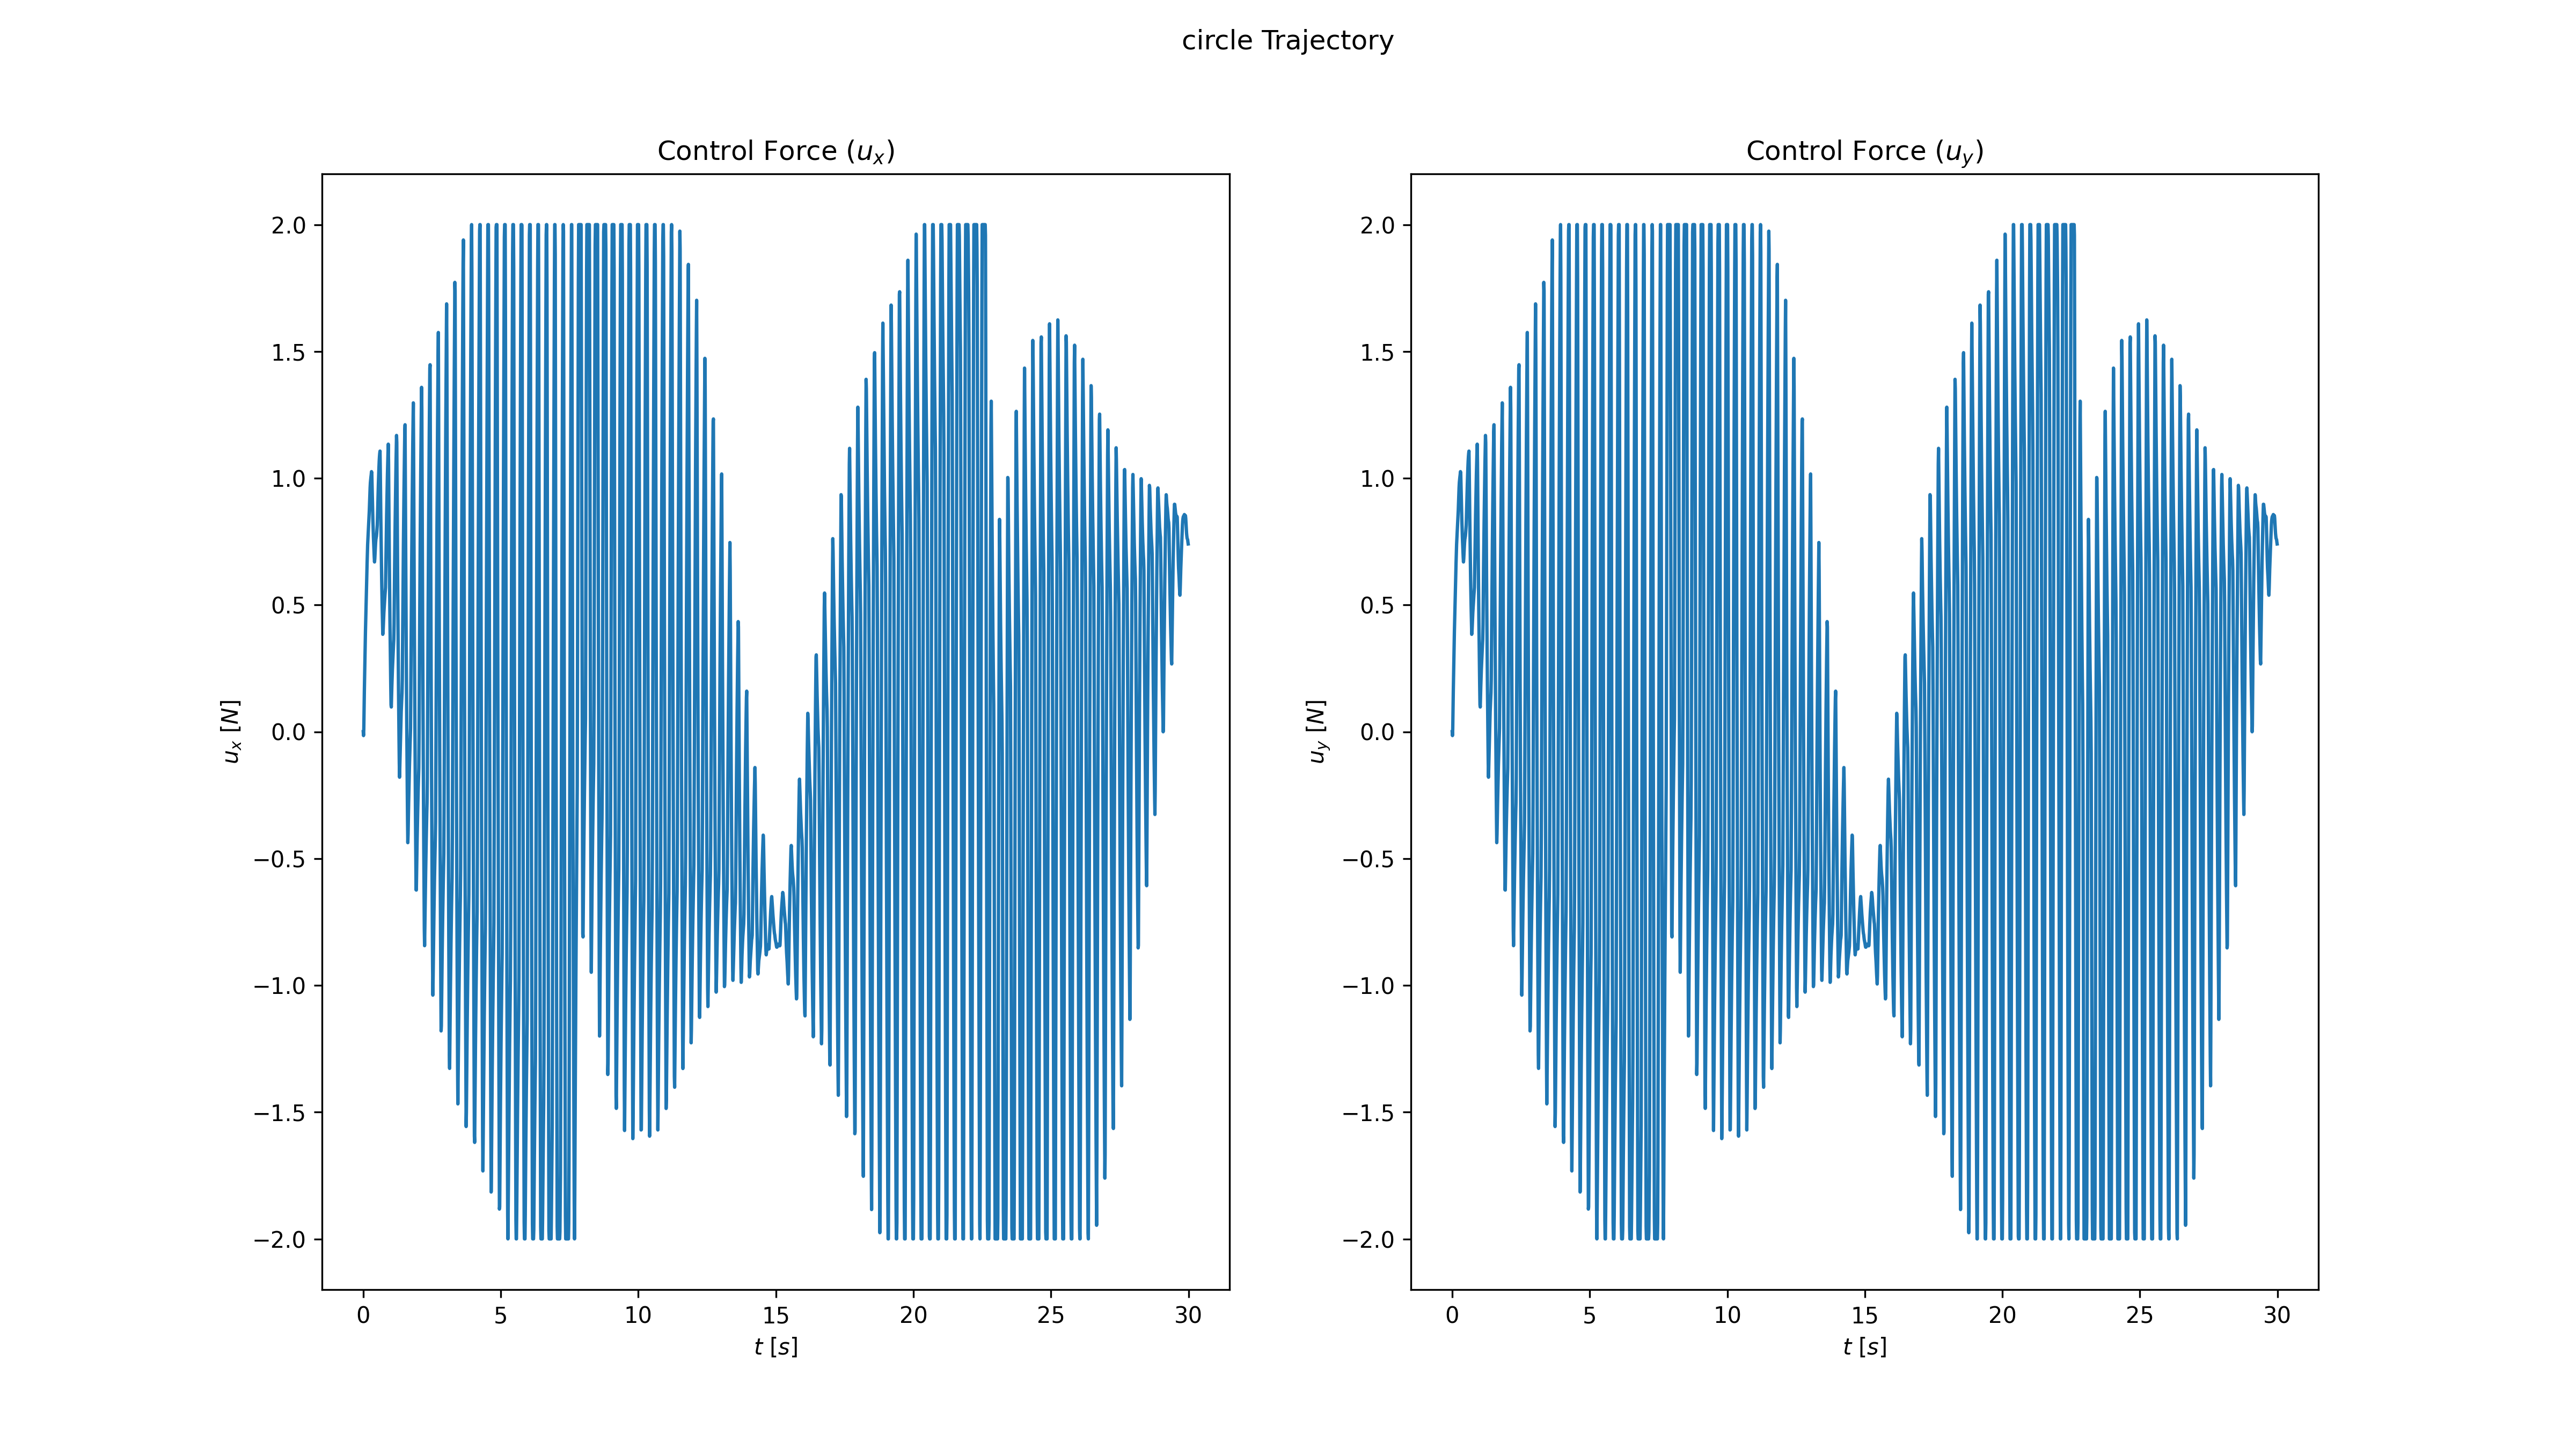 circle Trajectory
Control Force (u_x)
2.0
1.5
1.0
0.5
0.0
−0.5
−1.0
−1.5
−2.0
u_x [N]
0 5 10 15 20 25 30
t [s]
Control Force (u_y)
2.0
1.5
1.0
0.5
0.0
−0.5
−1.0
−1.5
−2.0
u_y [N]
0 5 10 15 20 25 30
t [s]